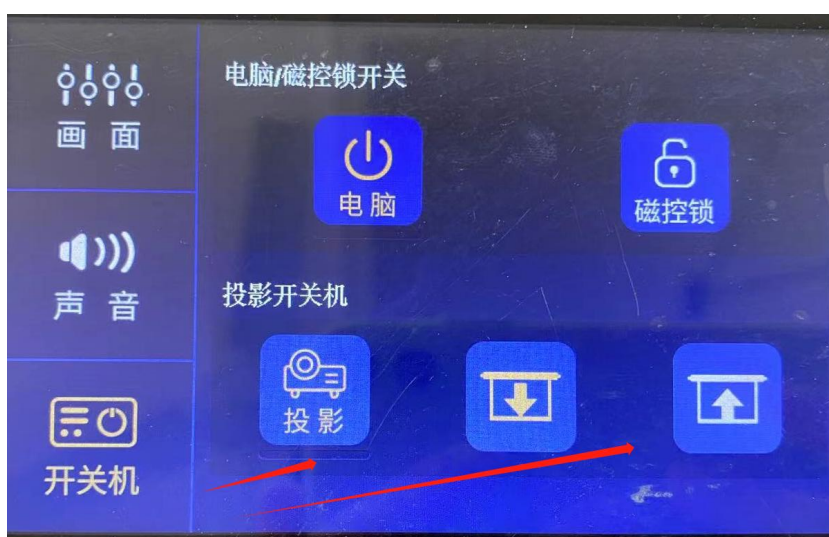 画面
电脑/磁控锁开关
电脑
磁控锁
声音
投影开关机
投影
开关机